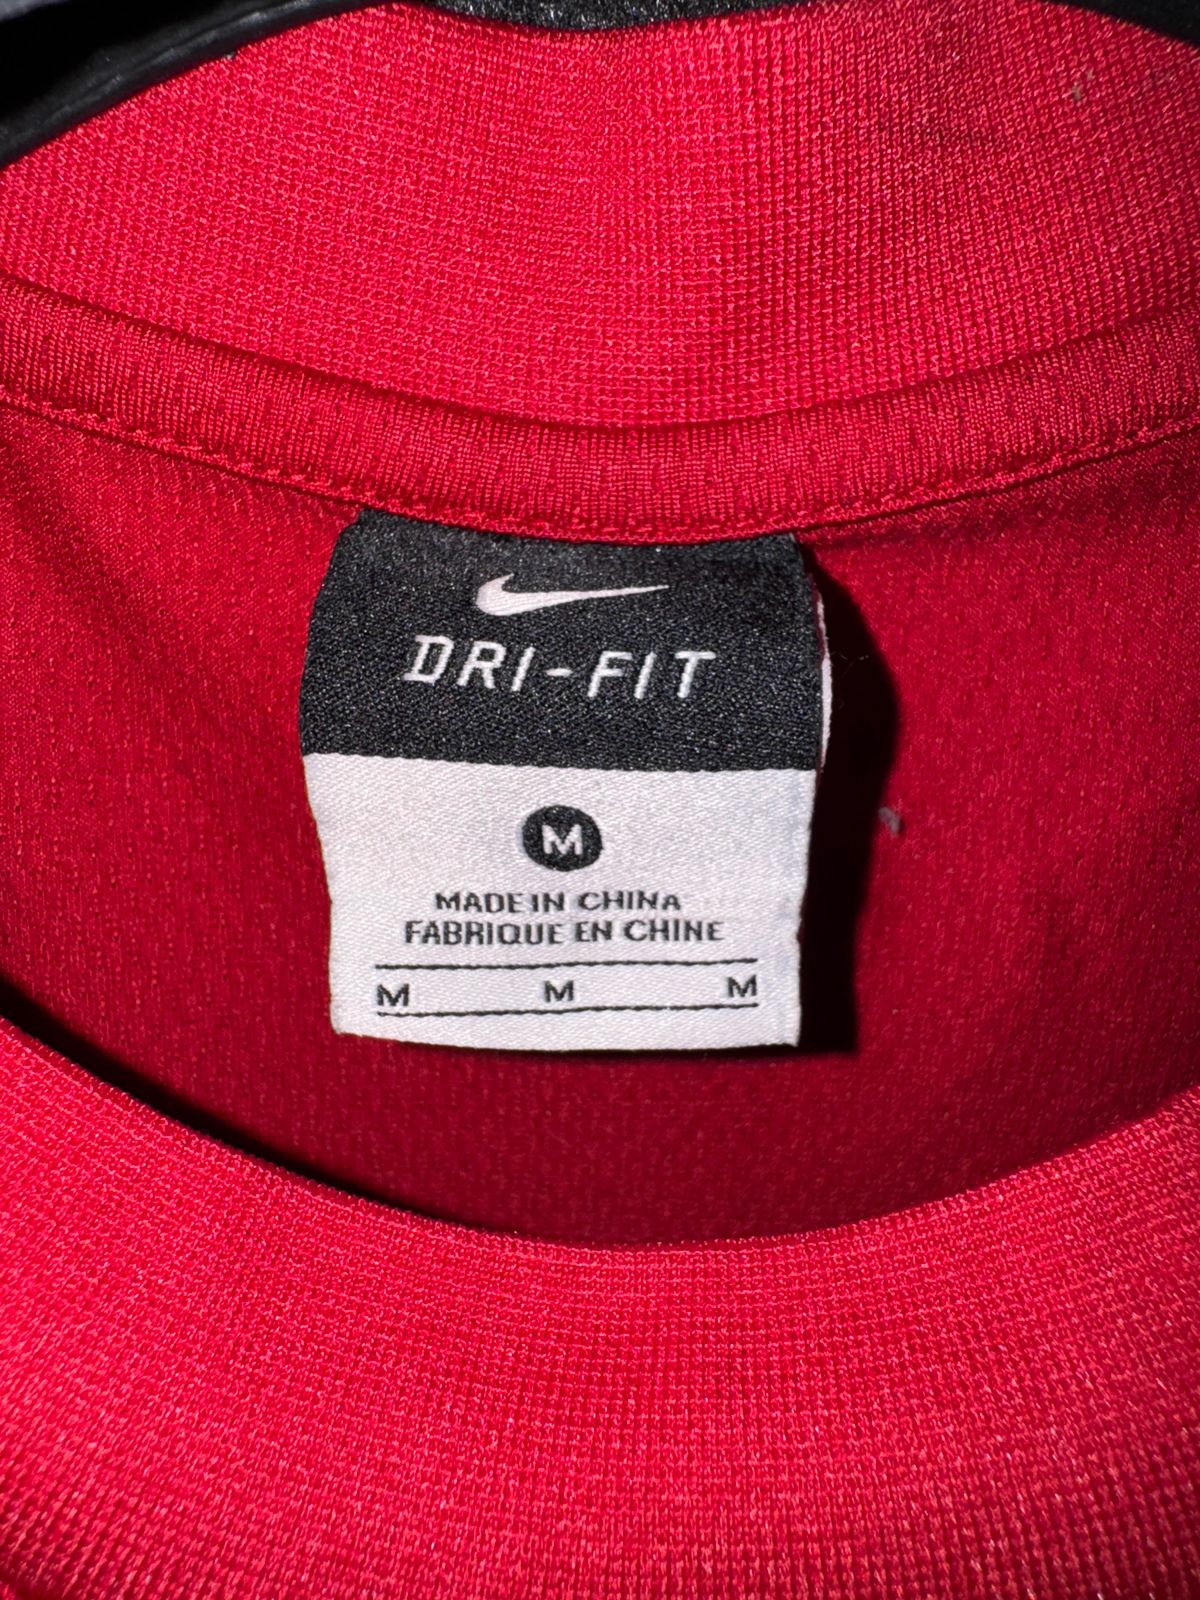 DRI-FIT
M
MADE IN CHINA
FABRIQUE EN CHINE
M M M